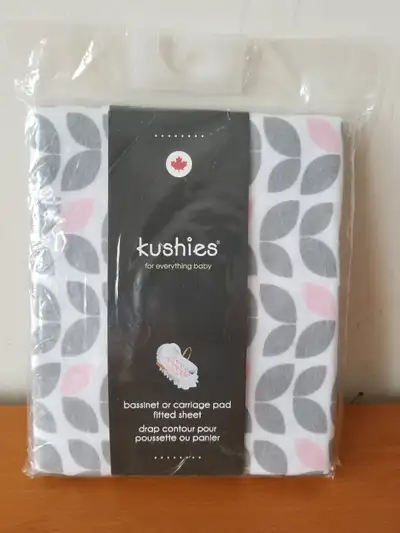 kushies®
for everything baby
bassinet or carriage pad
fitted sheet
drap contour pour
poussette ou panier